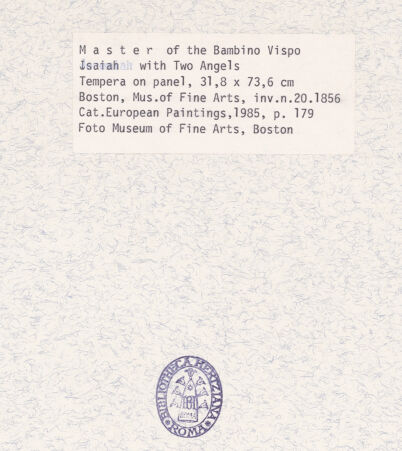 M a s t e r of the Bambino Vispo
Jsaiah with Two Angels
Tempera on panel, 31,8 x 73,6 cm
Boston, Mus.of Fine Arts, inv.n.20.1856
Cat.European Paintings,1985, p. 179
Foto Museum of Fine Arts, Boston
BIBLIOTHECA HERTZIANA
ROMA